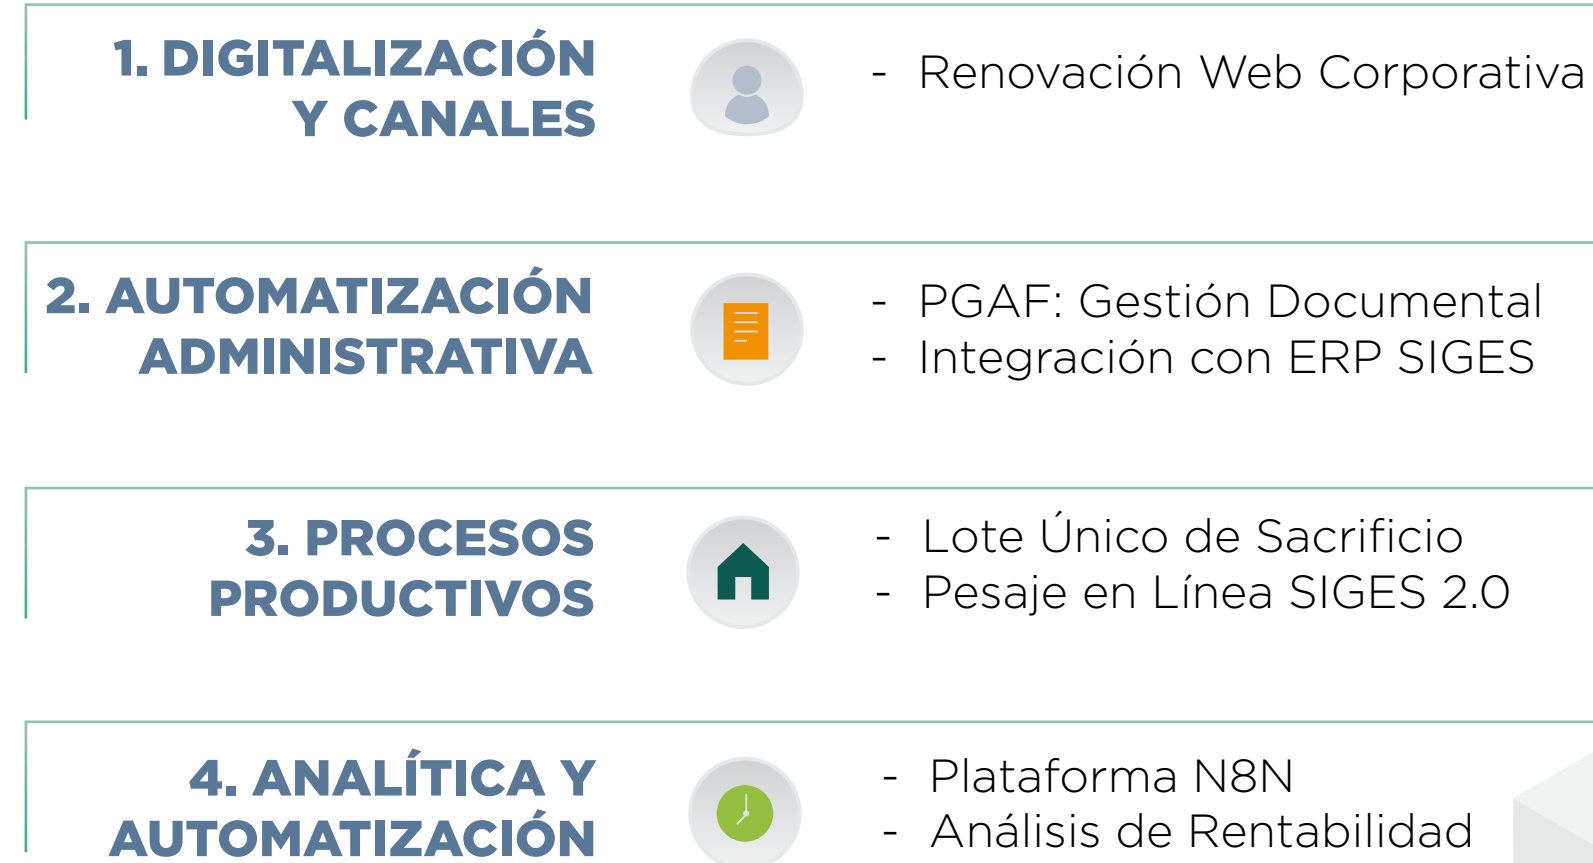 1. DIGITALIZACIÓN
Y CANALES
- Renovación Web Corporativa
2. AUTOMATIZACIÓN
ADMINISTRATIVA
- PGAF: Gestión Documental
- Integración con ERP SIGES
3. PROCESOS
PRODUCTIVOS
- Lote Único de Sacrificio
- Pesaje en Línea SIGES 2.0
4. ANALÍTICA Y
AUTOMATIZACIÓN
- Plataforma N8N
- Análisis de Rentabilidad